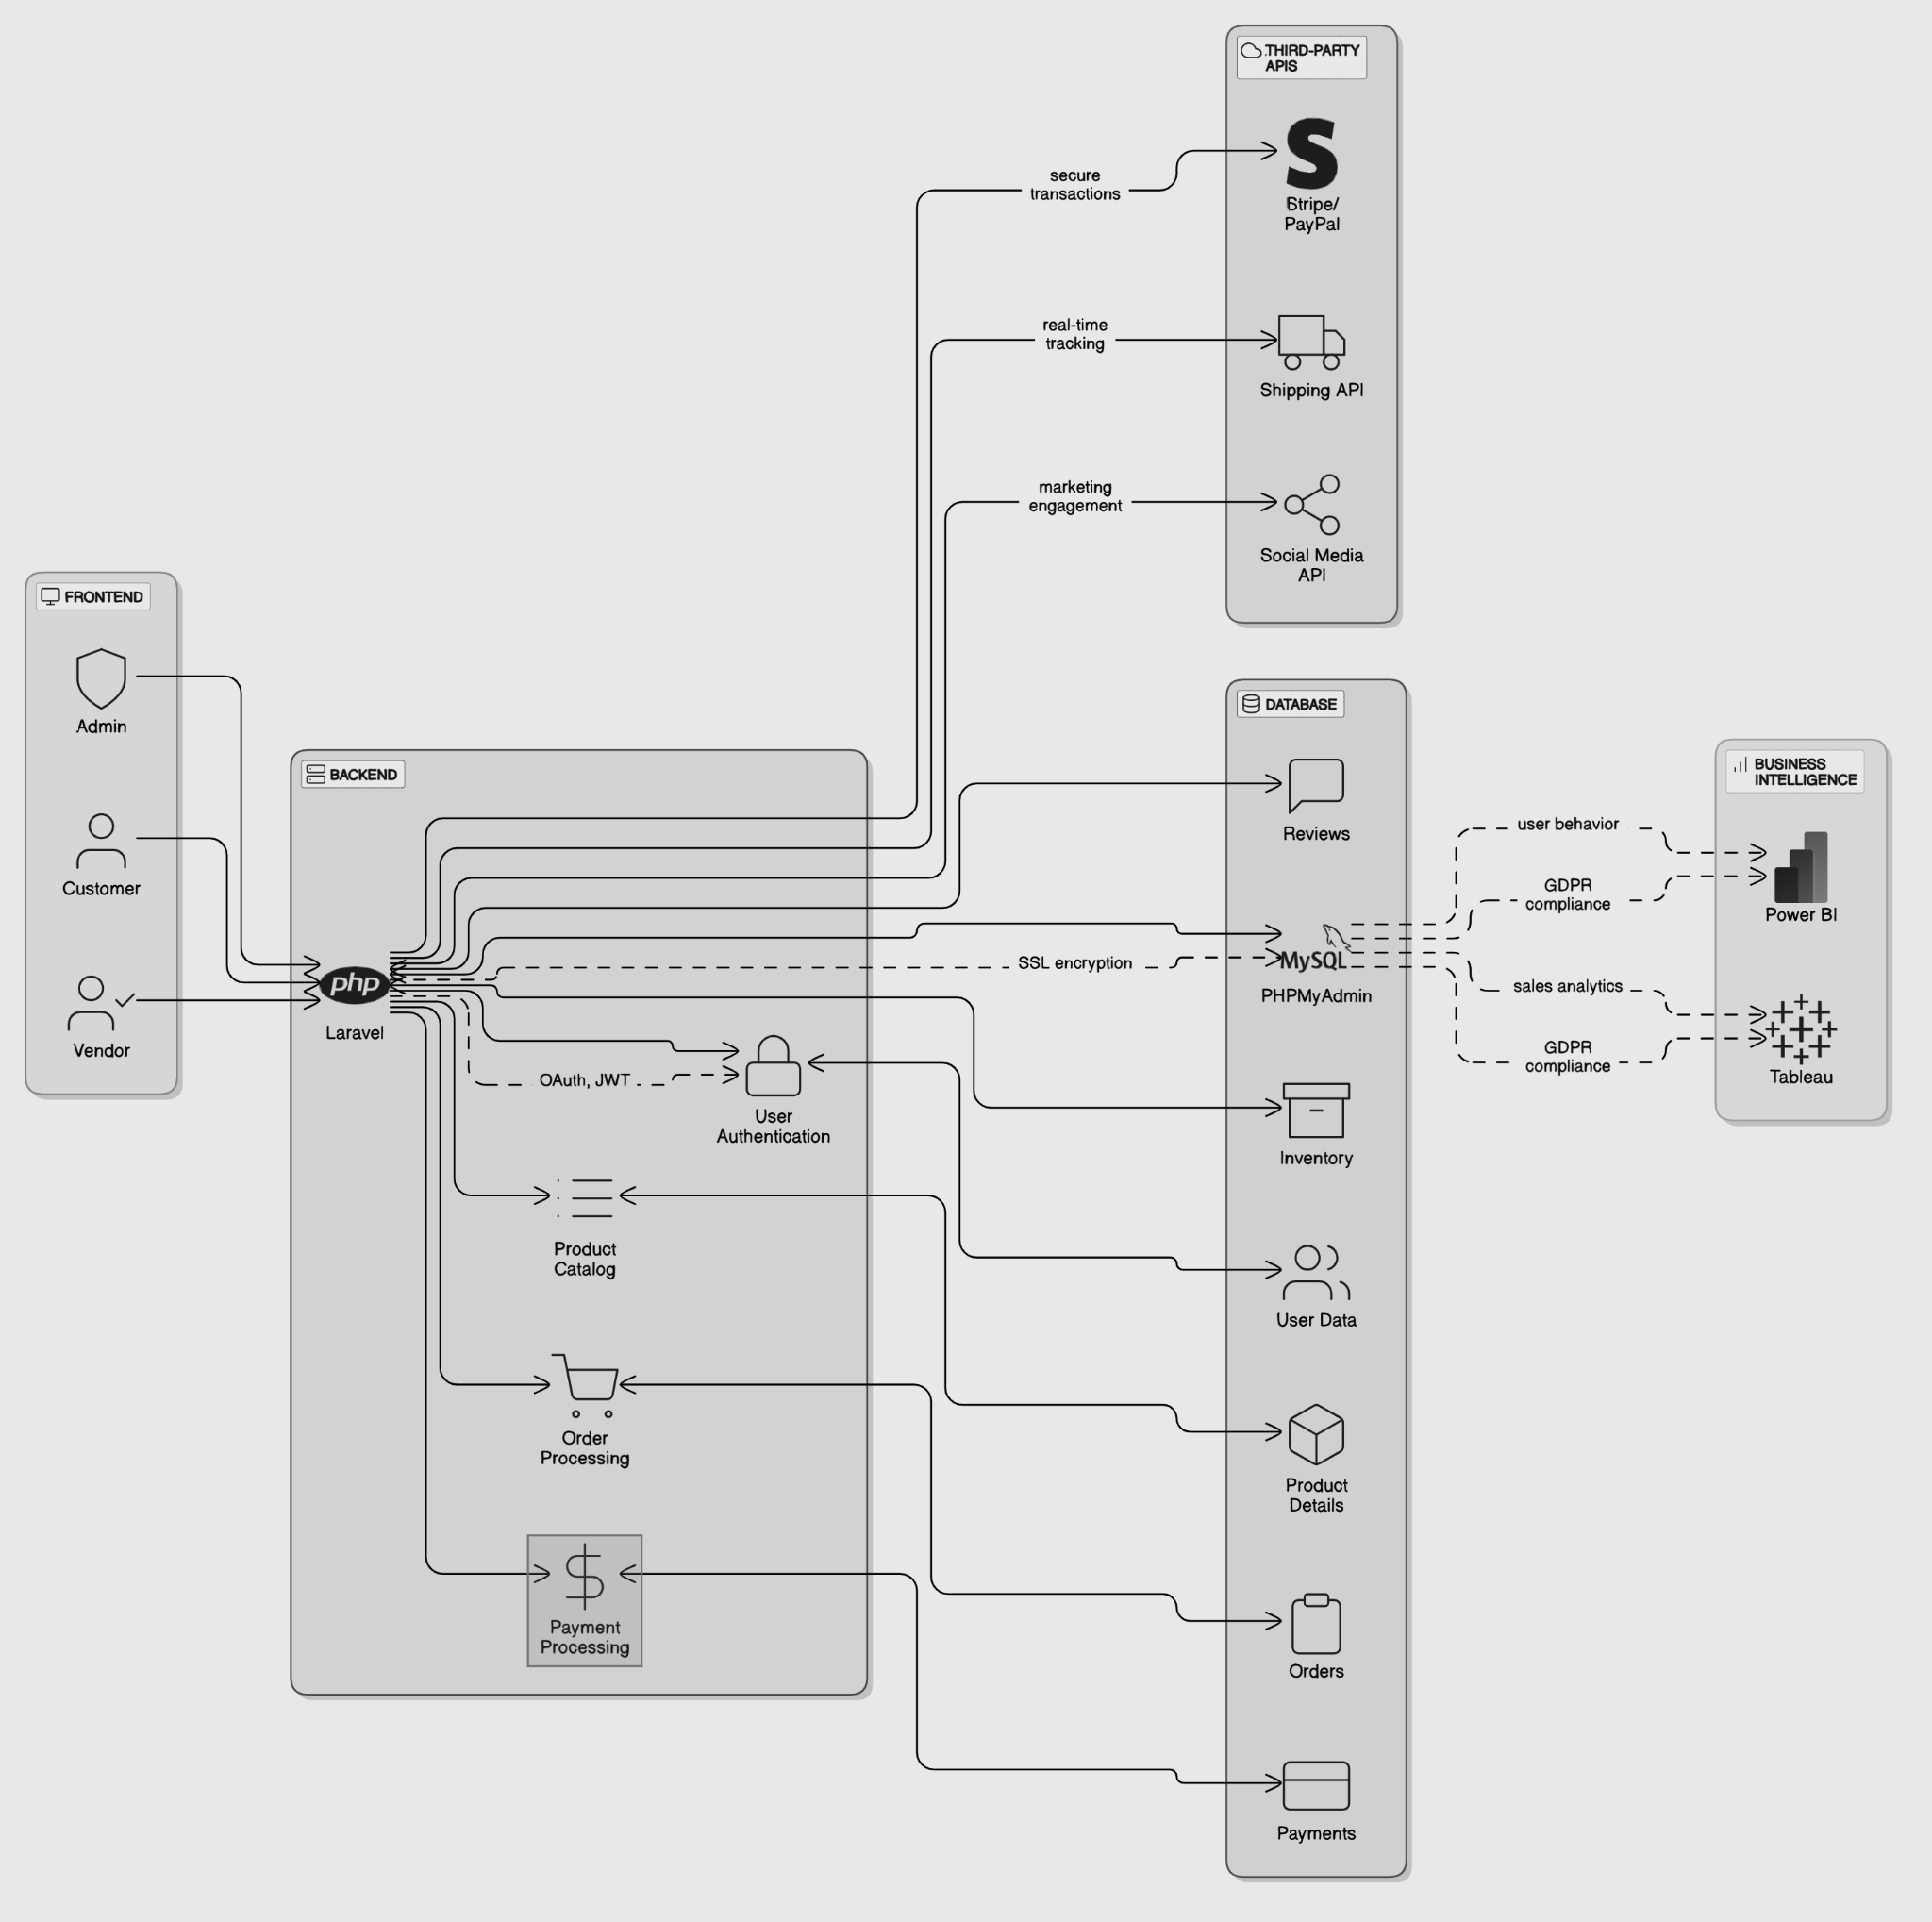 THIRD-PARTY
APIS
Stripe/
PayPal
secure
transactions
real-time
tracking
Shipping API
marketing
engagement
Social Media
API
FRONTEND
Admin
Customer
Vendor
BACKEND
php
Laravel
OAuth, JWT
User
Authentication
Product
Catalog
Order
Processing
Payment
Processing
SSL encryption
DATABASE
Reviews
MySQL
PHPMyAdmin
Inventory
User Data
Product
Details
Orders
Payments
user behavior
GDPR
compliance
sales analytics
GDPR
compliance
BUSINESS
INTELLIGENCE
Power BI
Tableau